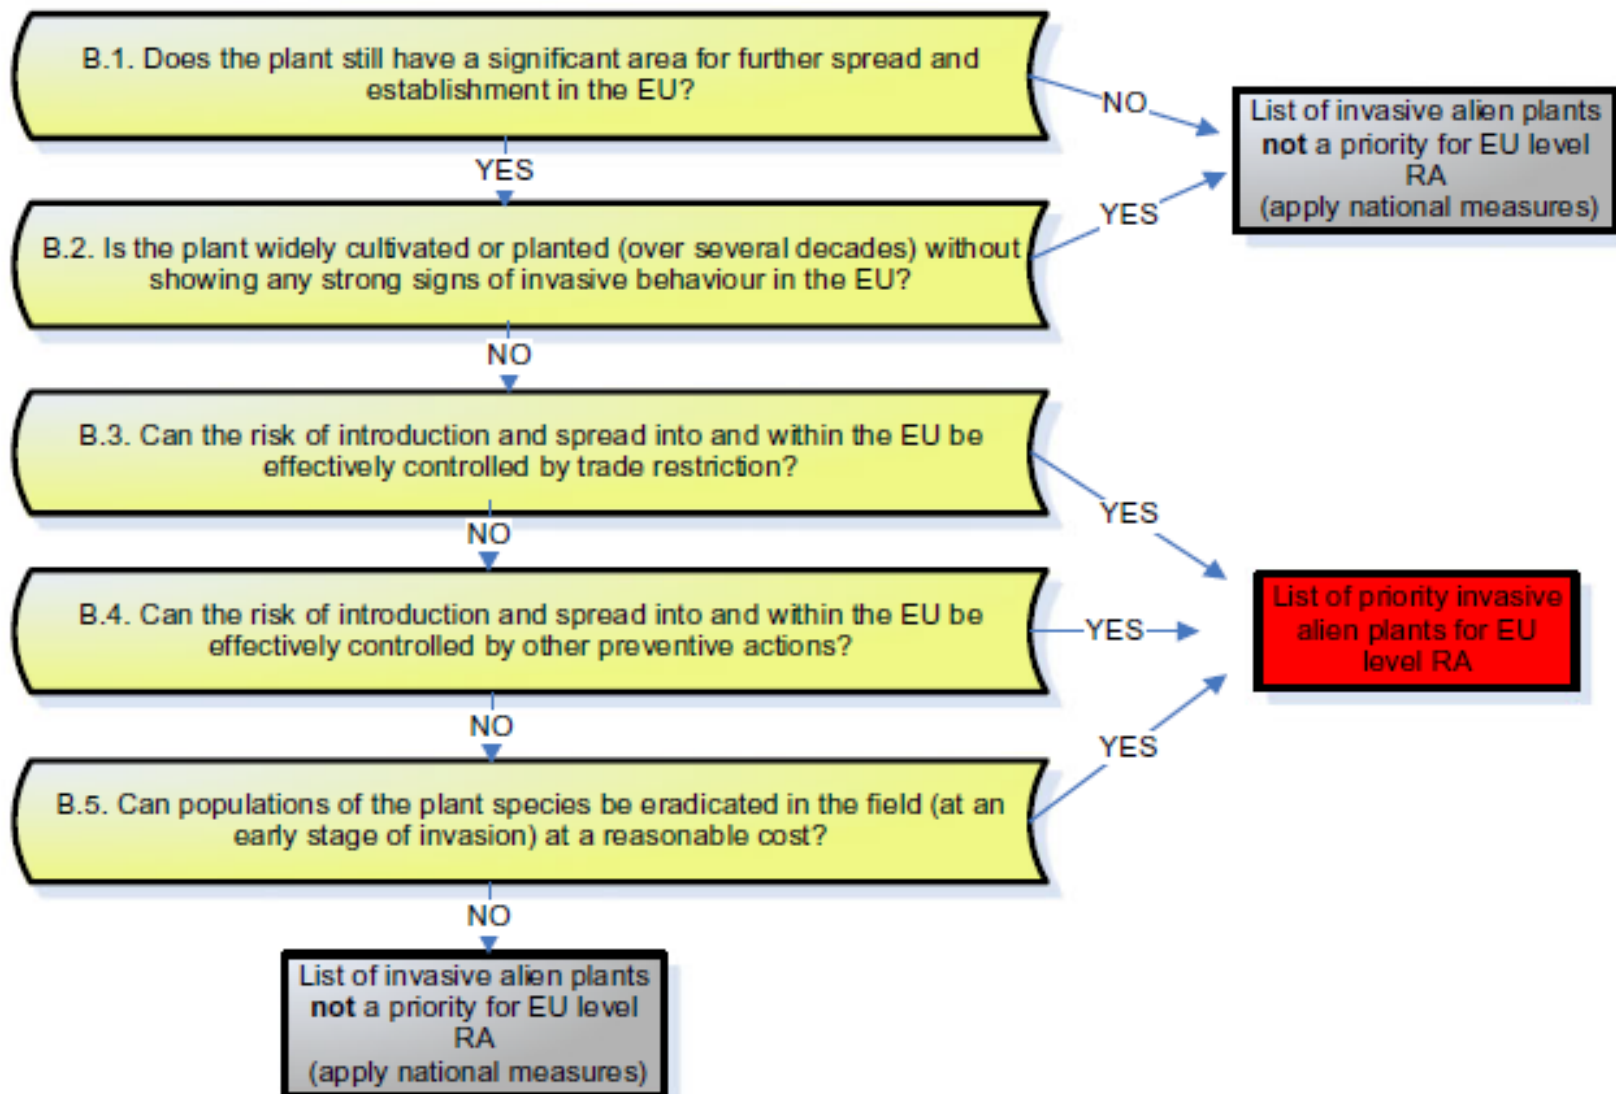 B.1. Does the plant still have a significant area for further spread and
establishment in the EU?
NO
List of invasive alien plants
not a priority for EU level
RA
(apply national measures)
YES
YES
B.2. Is the plant widely cultivated or planted (over several decades) without
showing any strong signs of invasive behaviour in the EU?
NO
B.3. Can the risk of introduction and spread into and within the EU be
effectively controlled by trade restriction?
YES
NO
B.4. Can the risk of introduction and spread into and within the EU be
effectively controlled by other preventive actions?
YES
List of priority invasive
alien plants for EU
level RA
NO
YES
B.5. Can populations of the plant species be eradicated in the field (at an
early stage of invasion) at a reasonable cost?
NO
List of invasive alien plants
not a priority for EU level
RA
(apply national measures)